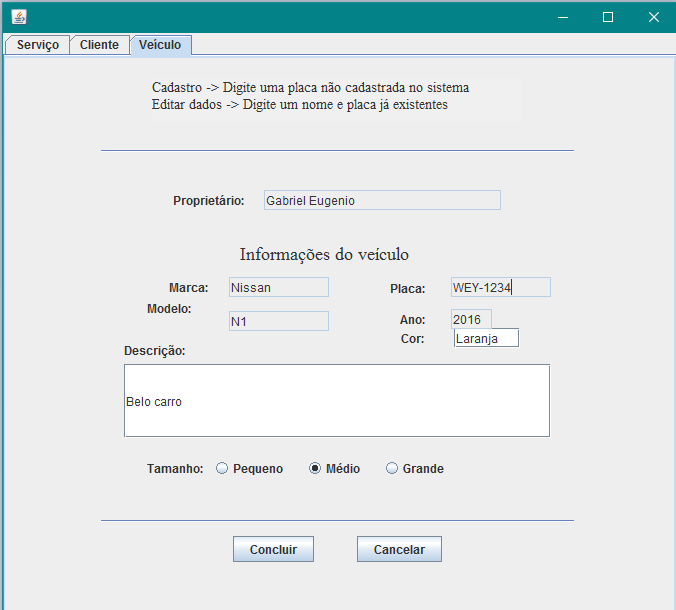 Serviço Cliente Veículo
Cadastro -> Digite uma placa não cadastrada no sistema
Editar dados -> Digite um nome e placa já existentes
Proprietário: Gabriel Eugenio
Informações do veículo
Marca: Nissan Placa: WEY-1234
Modelo: N1 Ano: 2016
Cor: Laranja
Descrição:
Belo carro
Tamanho: Pequeno Médio Grande
Concluir Cancelar